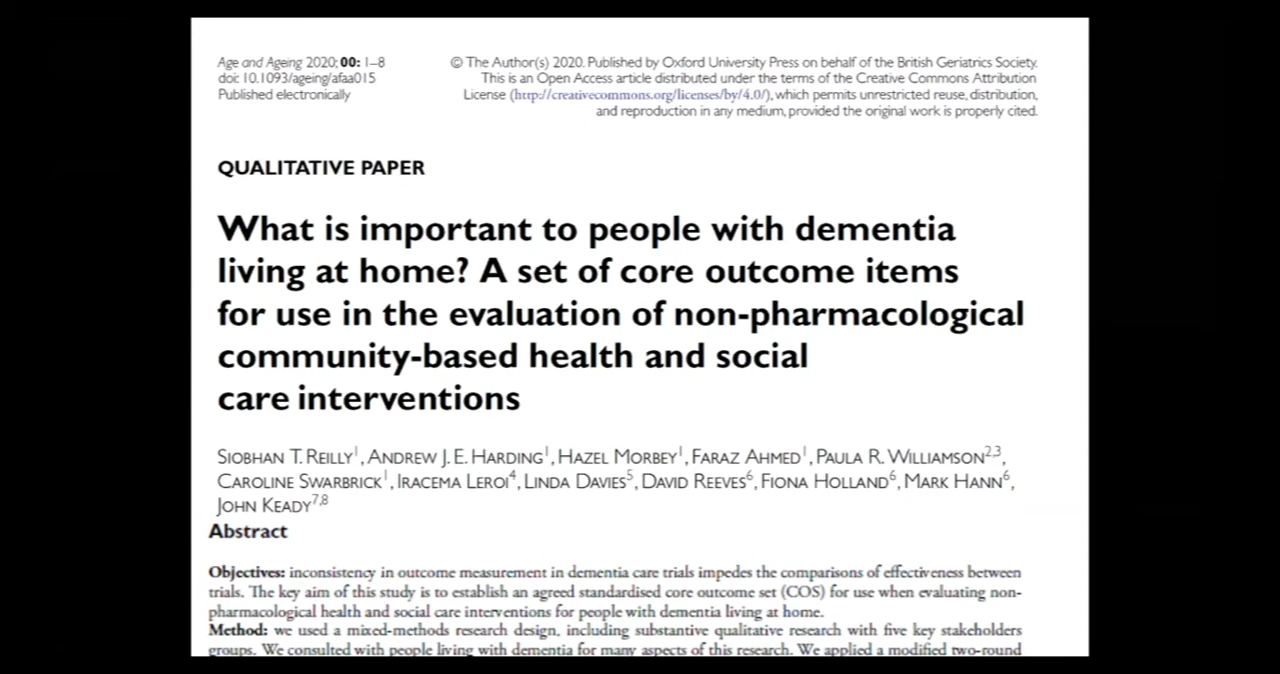 Age and Ageing 2020; 00: 1–8
doi: 10.1093/ageing/afaa015
Published electronically
© The Author(s) 2020. Published by Oxford University Press on behalf of the British Geriatrics Society.
This is an Open Access article distributed under the terms of the Creative Commons Attribution
License (http://creativecommons.org/licenses/by/4.0/), which permits unrestricted reuse, distribution,
and reproduction in any medium, provided the original work is properly cited.
QUALITATIVE PAPER
What is important to people with dementia
living at home? A set of core outcome items
for use in the evaluation of non-pharmacological
community-based health and social
care interventions
SIOBHAN T. REILLY1, ANDREW J. E. HARDING1, HAZEL MORBEY1, FARAZ AHMED1, PAULA R. WILLIAMSON2,3,
CAROLINE SWARBRICK1, IRACEMA LEROI4, LINDA DAVIES5, DAVID REEVES6, FIONA HOLLAND6, MARK HANN6,
JOHN KEADY7,8
Abstract
Objectives: inconsistency in outcome measurement in dementia care trials impedes the comparisons of effectiveness between
trials. The key aim of this study is to establish an agreed standardised core outcome set (COS) for use when evaluating non-
pharmacological health and social care interventions for people with dementia living at home.
Method: we used a mixed-methods research design, including substantive qualitative research with five key stakeholders
groups. We consulted with people living with dementia for many aspects of this research. We applied a modified two-round